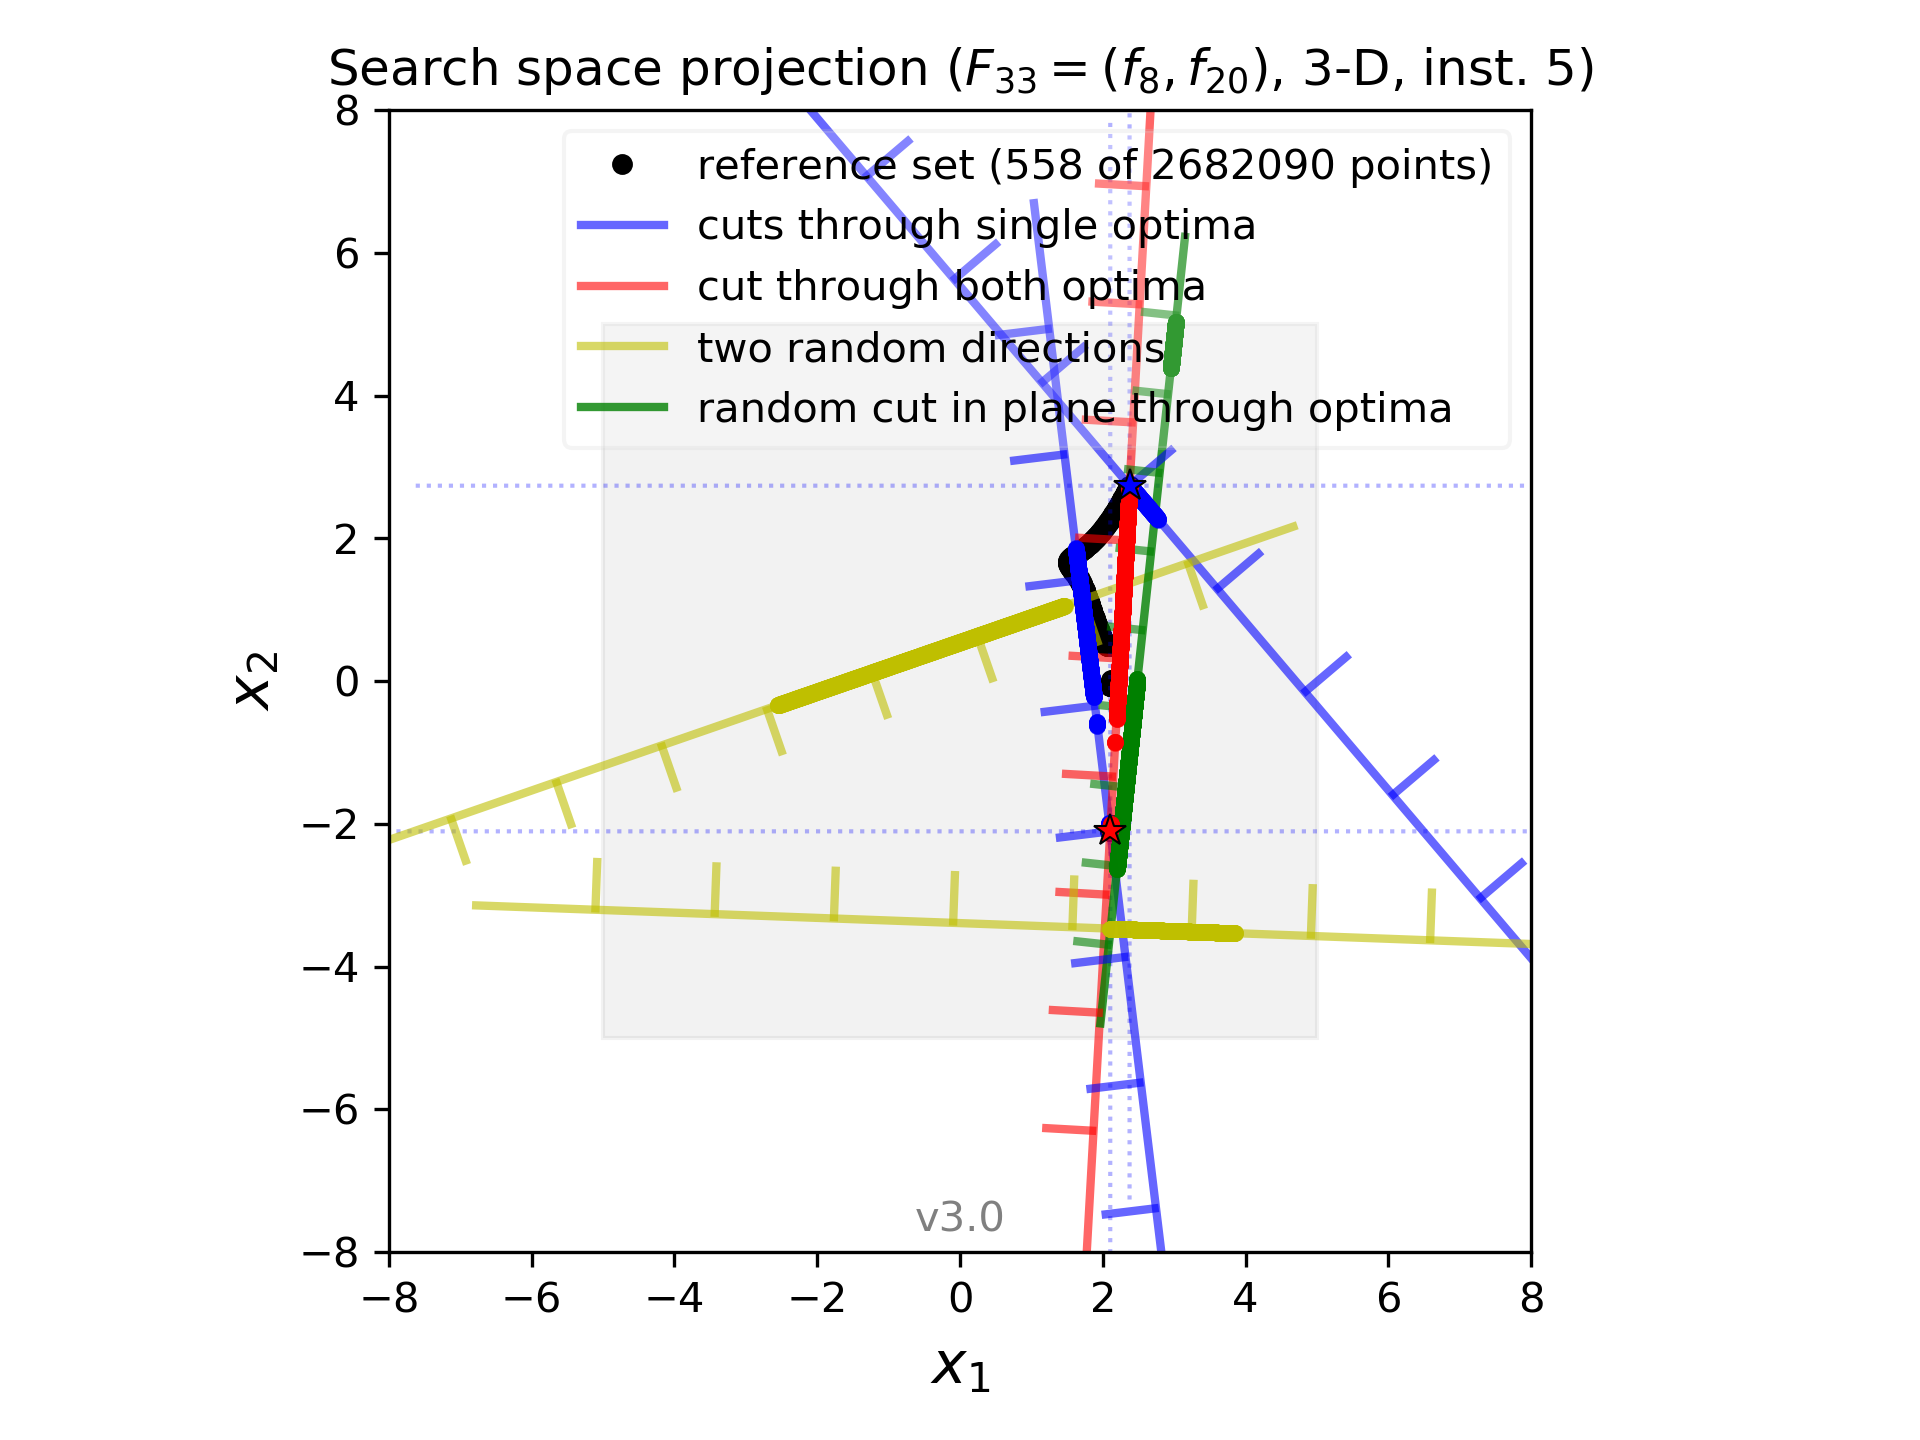 Search space projection (F33 = (f8, f20), 3-D, inst. 5)
reference set (558 of 2682090 points)
cuts through single optima
cut through both optima
two random directions
random cut in plane through optima
8
6
4
2
0
−2
−4
−6
−8
x2
v3.0
−8 −6 −4 −2 0 2 4 6 8
x1